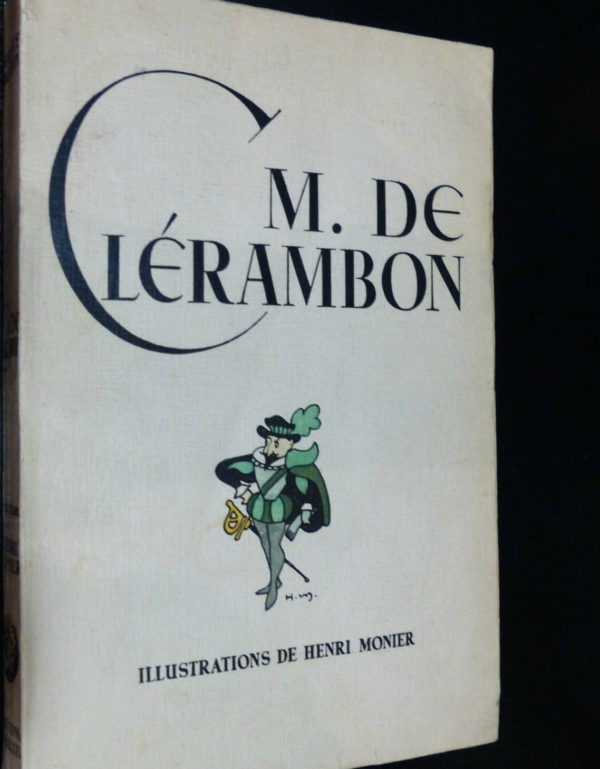 M. DE
CLÉRAMBON
H.M.
ILLUSTRATIONS DE HENRI MONIER